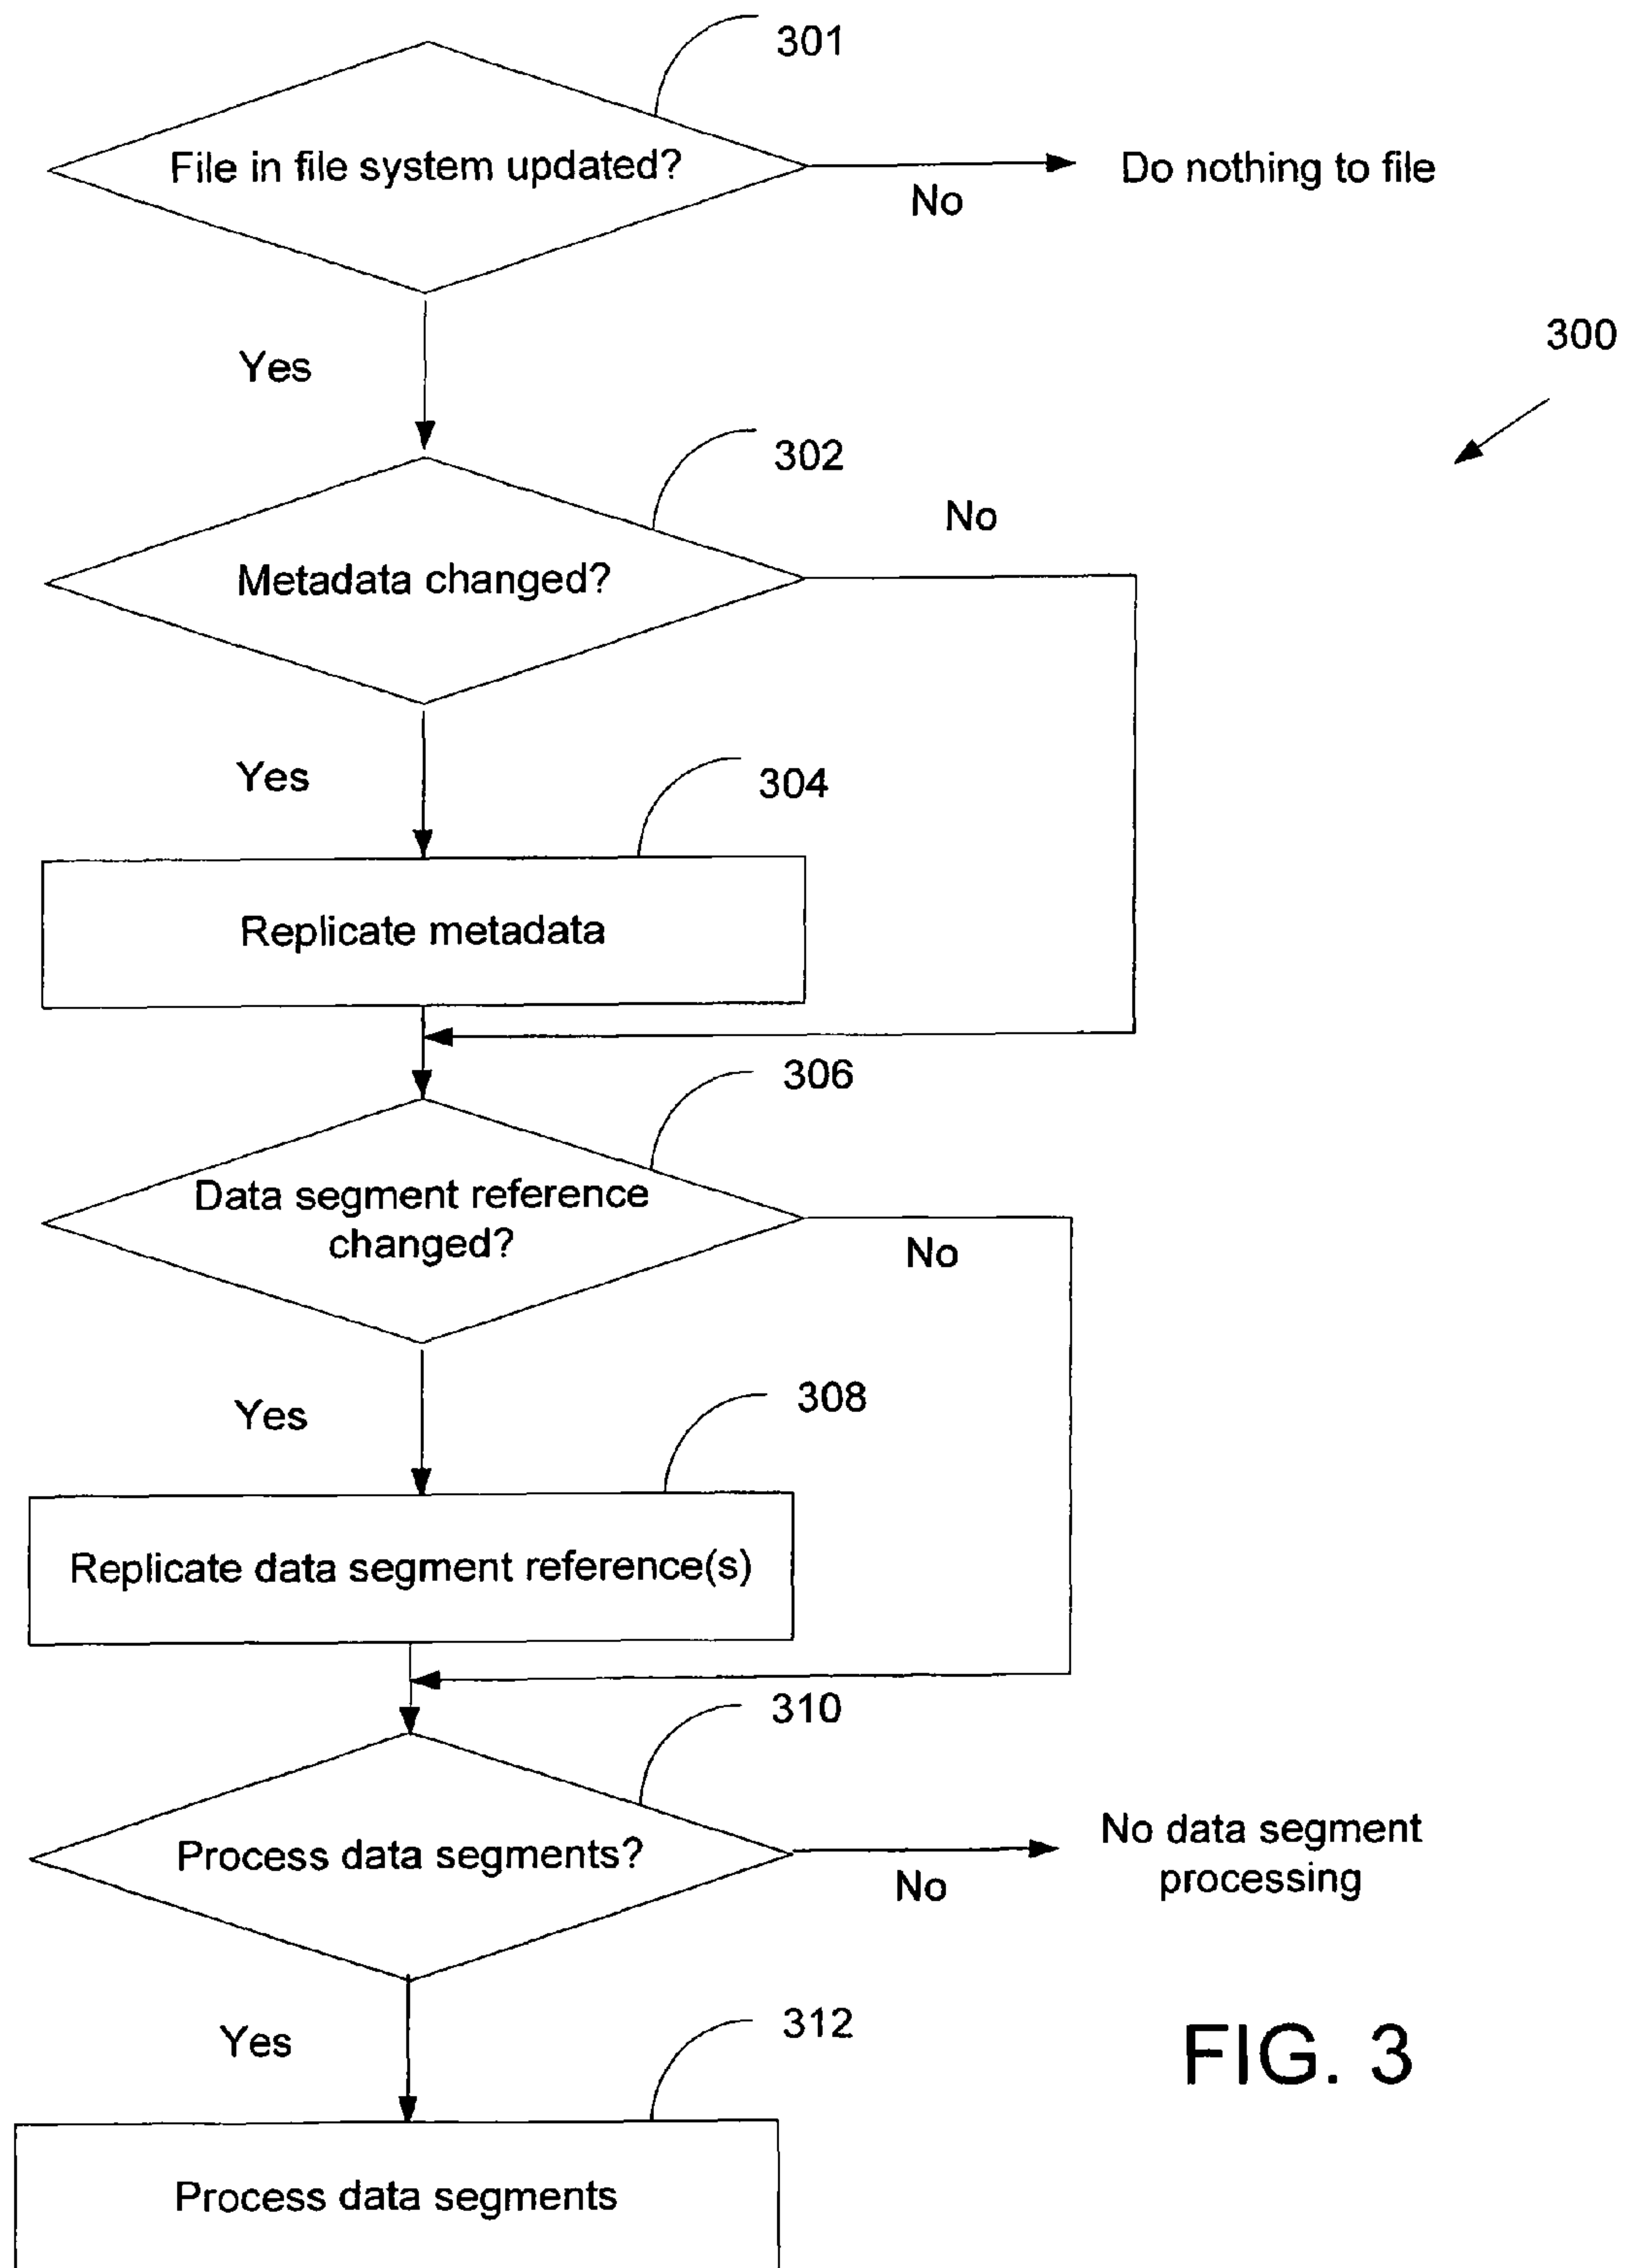 301
File in file system updated?
No
Do nothing to file
Yes
300
302
No
Metadata changed?
Yes
304
Replicate metadata
306
Data segment reference
changed?
No
Yes
308
Replicate data segment reference(s)
310
Process data segments?
No
No data segment
processing
Yes
312
FIG. 3
Process data segments